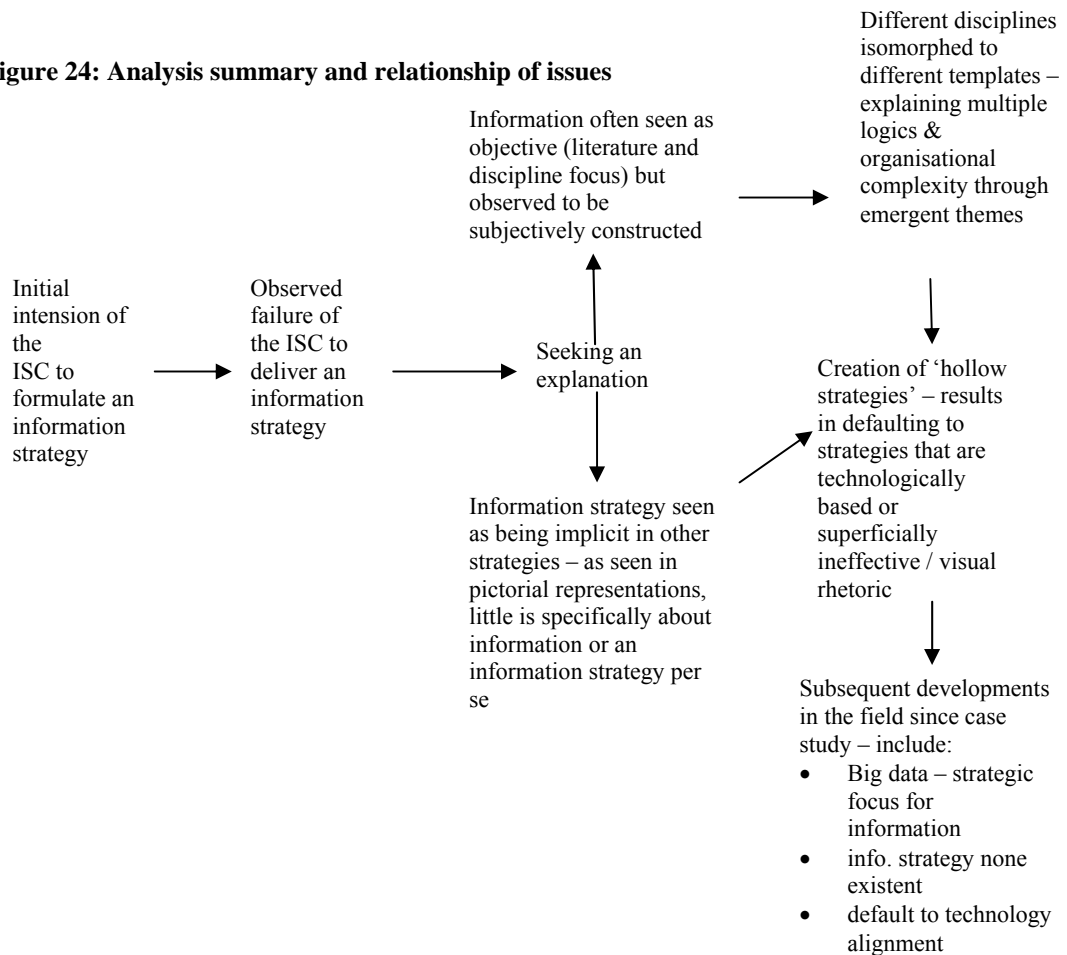 igure 24: Analysis summary and relationship of issues
Initial
intension of
the
ISC to
formulate an
information
strategy
Observed
failure of
the ISC to
deliver an
information
strategy
Seeking an
explanation
Information often seen as
objective (literature and
discipline focus) but
observed to be
subjectively constructed
Information strategy seen
as being implicit in other
strategies – as seen in
pictorial representations,
little is specifically about
information or an
information strategy per
se
Different disciplines
isomorphed to
different templates –
explaining multiple
logics &
organisational
complexity through
emergent themes
Creation of ‘hollow
strategies’ – results
in defaulting to
strategies that are
technologically
based or
superficially
ineffective / visual
rhetoric
Subsequent developments
in the field since case
study – include:
• Big data – strategic
focus for
information
• info. strategy none
existent
• default to technology
alignment